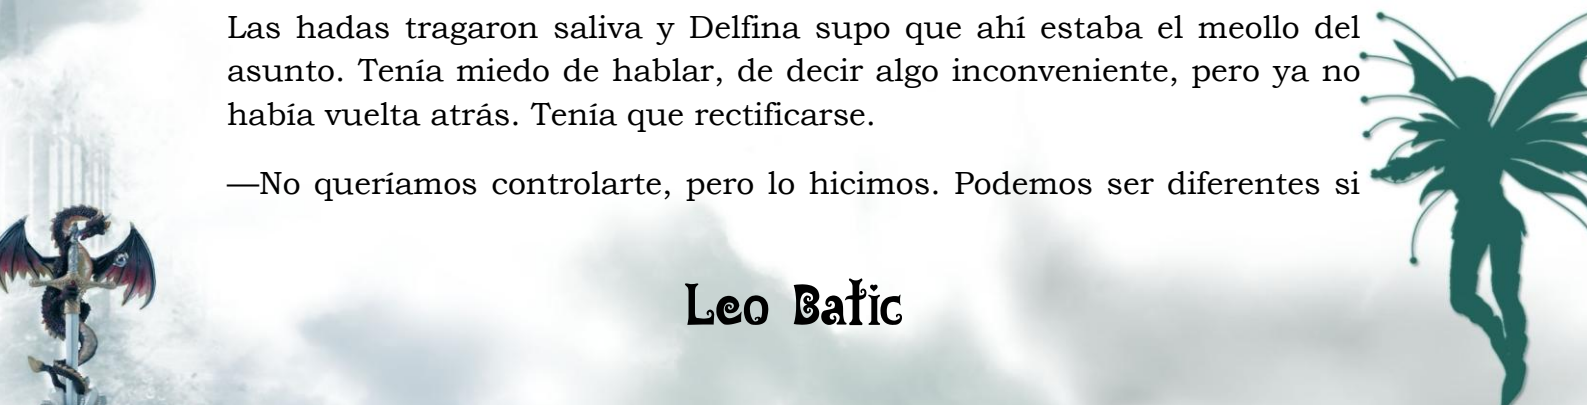 Las hadas tragaron saliva y Delfina supo que ahí estaba el meollo del
asunto. Tenía miedo de hablar, de decir algo inconveniente, pero ya no
había vuelta atrás. Tenía que rectificarse.
—No queríamos controlarte, pero lo hicimos. Podemos ser diferentes si
Leo Batic